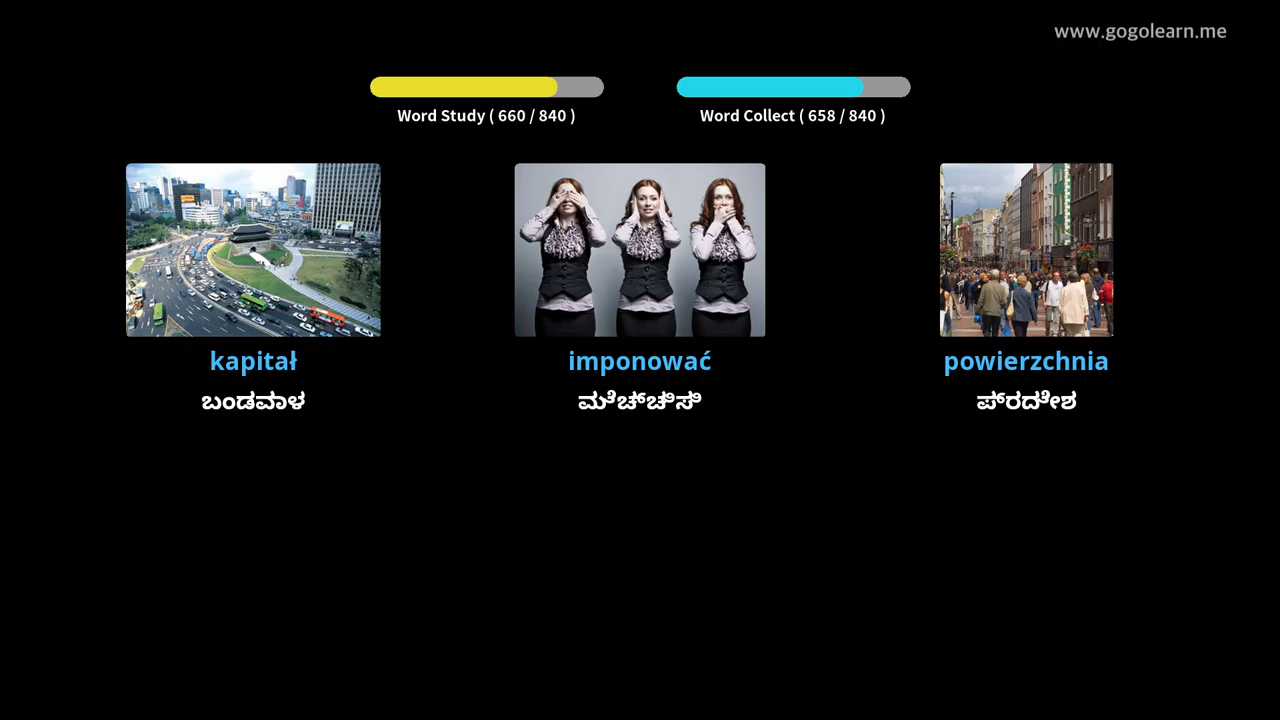 www.gogolearn.me
Word Study ( 660 / 840 )
Word Collect ( 658 / 840 )
kapitał
imponować
powierzchnia
ಬಂಡವಾಳ
ಮೆಚ್ಚಿಸಿ
ಪ್ರದೇಶ